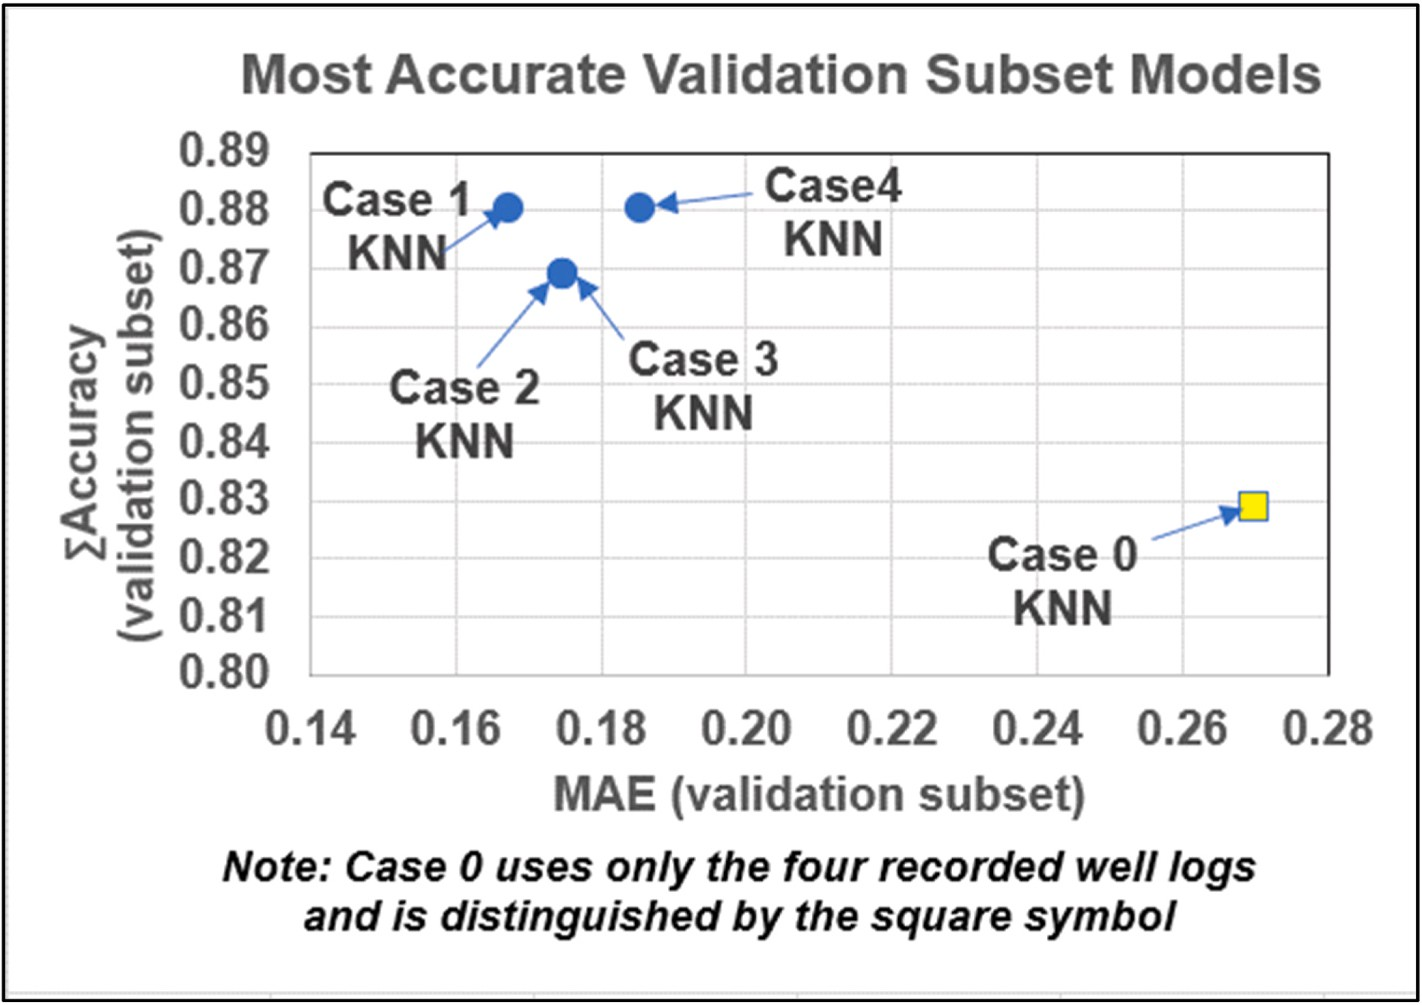 Most Accurate Validation Subset Models
∑Accuracy
(validation subset)
0.89
0.88
0.87
0.86
0.85
0.84
0.83
0.82
0.81
0.80
Case 1
KNN
Case4
KNN
Case 2
KNN
Case 3
KNN
Case 0
KNN
0.14 0.16 0.18 0.20 0.22 0.24 0.26 0.28
MAE (validation subset)
Note: Case 0 uses only the four recorded well logs
and is distinguished by the square symbol